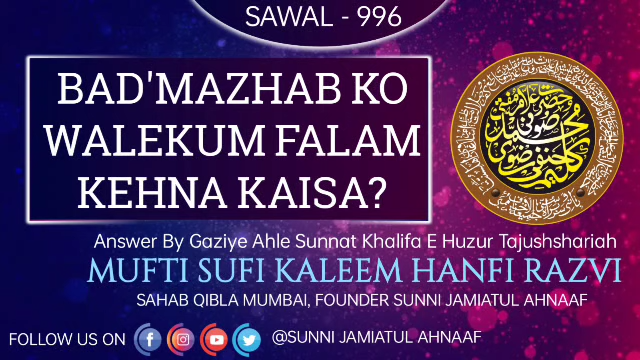 SAWAL - 996
BAD'MAZHAB KO
WALEKUM FALAM
KEHNA KAISA?
Answer By Gaziye Ahle Sunnat Khalifa E Huzur Tajushshariah
MUFTI SUFI KALEEM HANFI RAZVI
SAHAB QIBLA MUMBAI, FOUNDER SUNNI JAMIATUL AHNAAF
FOLLOW US ON @SUNNI JAMIATUL AHNAAF